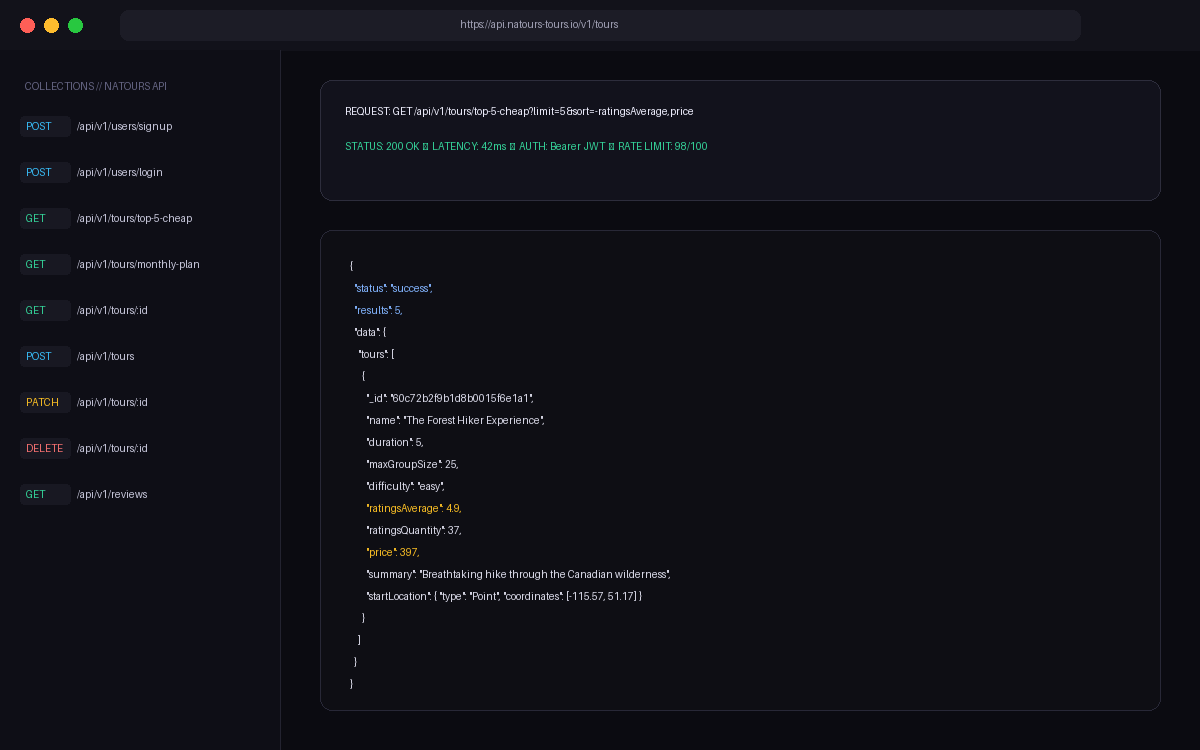 https://api.natours-tours.io/v1/tours
COLLECTIONS // NATOURS API
POST /api/v1/users/signup
POST /api/v1/users/login
GET /api/v1/tours/top-5-cheap
GET /api/v1/tours/monthly-plan
GET /api/v1/tours/:id
POST /api/v1/tours
PATCH /api/v1/tours/:id
DELETE /api/v1/tours/:id
GET /api/v1/reviews
REQUEST: GET /api/v1/tours/top-5-cheap?limit=5&sort=-ratingsAverage,price
STATUS: 200 OK ▯ LATENCY: 42ms ▯ AUTH: Bearer JWT ▯ RATE LIMIT: 98/100
{
"status": "success",
"results": 5,
"data": {
"tours": [
{
"_id": "60c72b2f9b1d8b0015f6e1a1",
"name": "The Forest Hiker Experience",
"duration": 5,
"maxGroupSize": 25,
"difficulty": "easy",
"ratingsAverage": 4.9,
"ratingsQuantity": 37,
"price": 397,
"summary": "Breathtaking hike through the Canadian wilderness",
"startLocation": { "type": "Point", "coordinates": [-115.57, 51.17] }
}
]
}
}